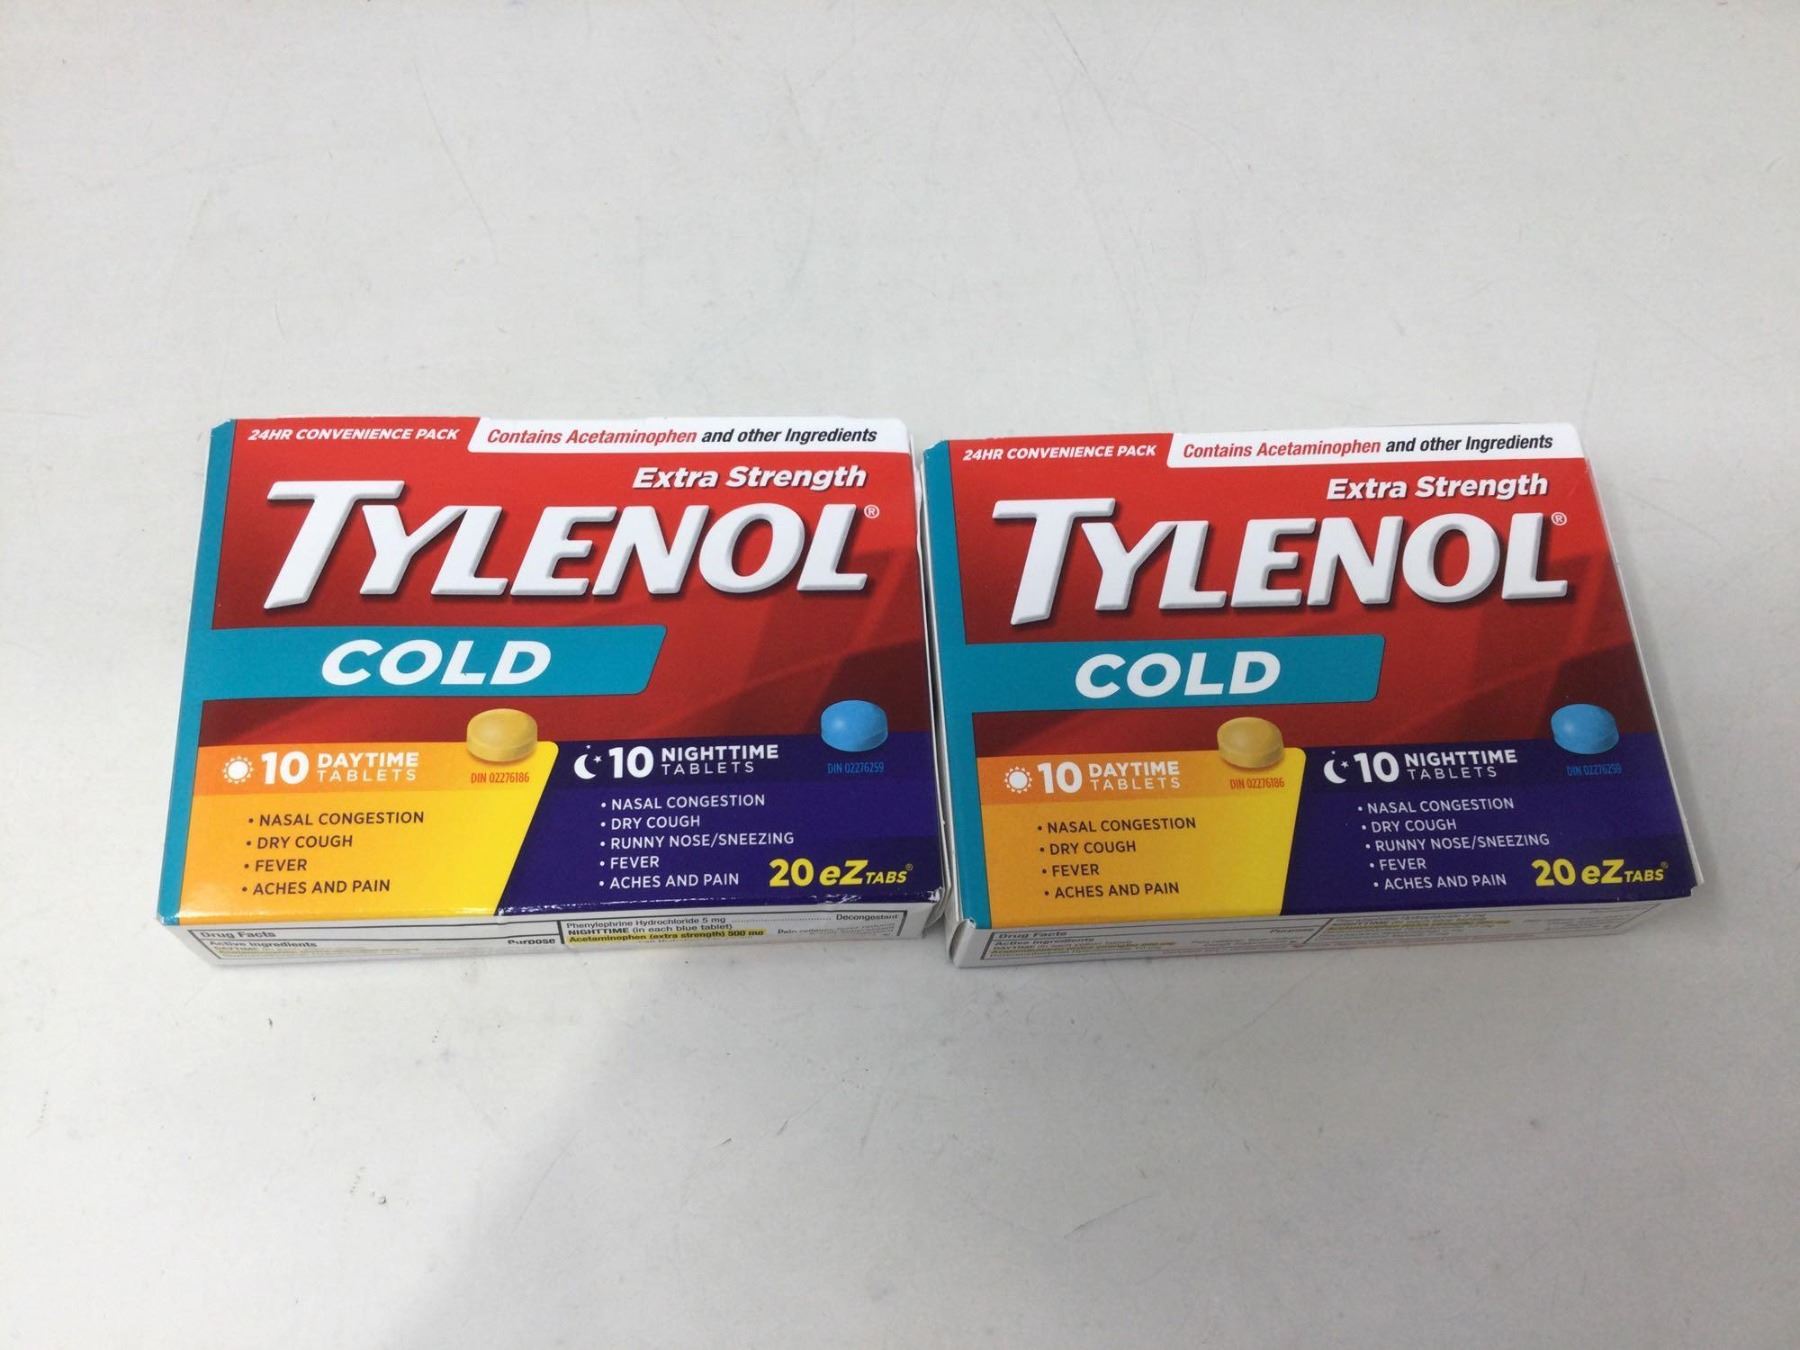 24HR CONVENIENCE PACK
Contains Acetaminophen and other Ingredients
Extra Strength
TYLENOL®
COLD
10 DAYTIME TABLETS
DIN 02276186
• NASAL CONGESTION
• DRY COUGH
• FEVER
• ACHES AND PAIN
10 NIGHTTIME TABLETS
DIN 02276259
• NASAL CONGESTION
• DRY COUGH
• RUNNY NOSE/SNEEZING
• FEVER
• ACHES AND PAIN
20 eZ TABS®
Drug Facts
Active Ingredients
Purpose
Phenylephrine Hydrochloride 5 mg Decongestant
NIGHTTIME (in each blue tablet)
Acetaminophen (extra strength) 500 mg
24HR CONVENIENCE PACK
Contains Acetaminophen and other Ingredients
Extra Strength
TYLENOL®
COLD
10 DAYTIME TABLETS
DIN 02276186
• NASAL CONGESTION
• DRY COUGH
• FEVER
• ACHES AND PAIN
10 NIGHTTIME TABLETS
DIN 02276259
• NASAL CONGESTION
• DRY COUGH
• RUNNY NOSE/SNEEZING
• FEVER
• ACHES AND PAIN
20 eZ TABS®
Drug Facts
Active Ingredients